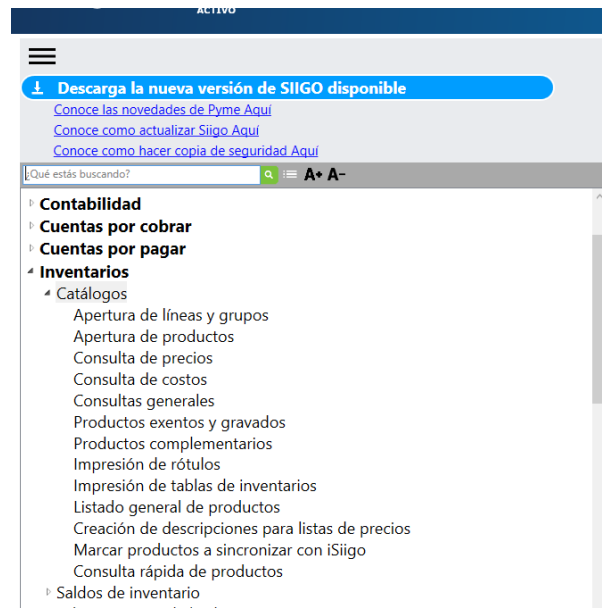 ACTIVO
Descarga la nueva versión de SIIGO disponible
Conoce las novedades de Pyme Aquí
Conoce como actualizar Siigo Aquí
Conoce como hacer copia de seguridad Aquí
¿Qué estás buscando? A+ A-
Contabilidad
Cuentas por cobrar
Cuentas por pagar
Inventarios
Catálogos
Apertura de líneas y grupos
Apertura de productos
Consulta de precios
Consulta de costos
Consultas generales
Productos exentos y gravados
Productos complementarios
Impresión de rótulos
Impresión de tablas de inventarios
Listado general de productos
Creación de descripciones para listas de precios
Marcar productos a sincronizar con iSiigo
Consulta rápida de productos
Saldos de inventario